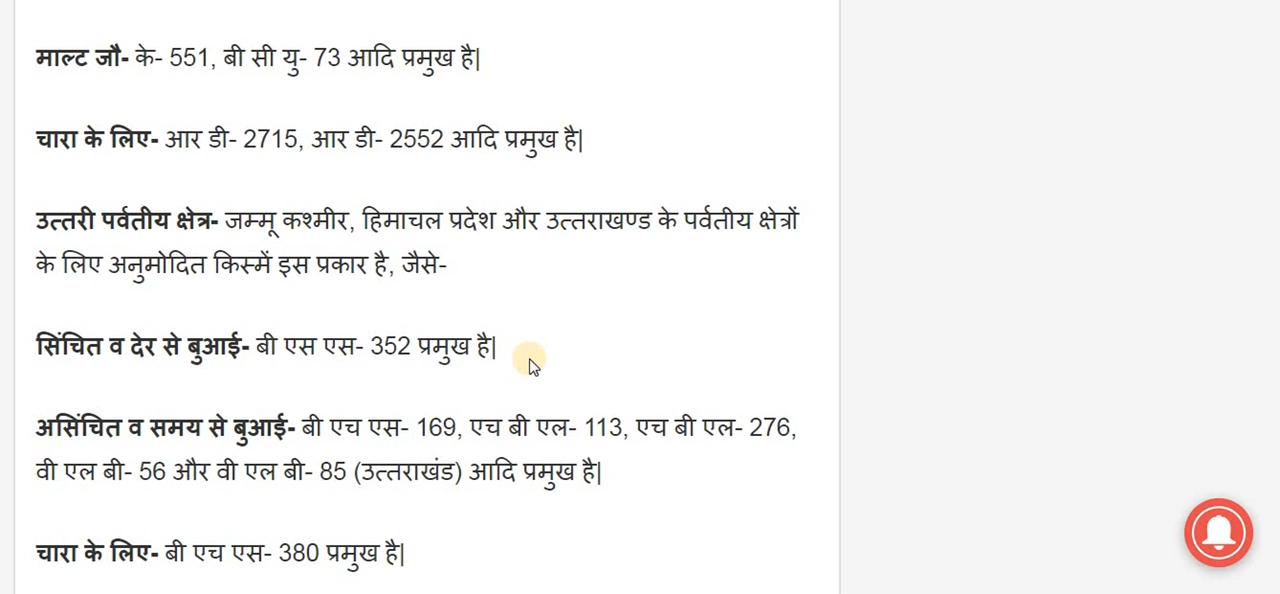 माल्ट जौ- के- 551, बी सी यु- 73 आदि प्रमुख है|
चारा के लिए- आर डी- 2715, आर डी- 2552 आदि प्रमुख है|
उत्तरी पर्वतीय क्षेत्र- जम्मू कश्मीर, हिमाचल प्रदेश और उत्तराखण्ड के पर्वतीय क्षेत्रों
के लिए अनुमोदित किस्में इस प्रकार है, जैसे-
सिंचित व देर से बुआई- बी एस एस- 352 प्रमुख है|
असिंचित व समय से बुआई- बी एच एस- 169, एच बी एल- 113, एच बी एल- 276,
वी एल बी- 56 और वी एल बी- 85 (उत्तराखंड) आदि प्रमुख है|
चारा के लिए- बी एच एस- 380 प्रमुख है|